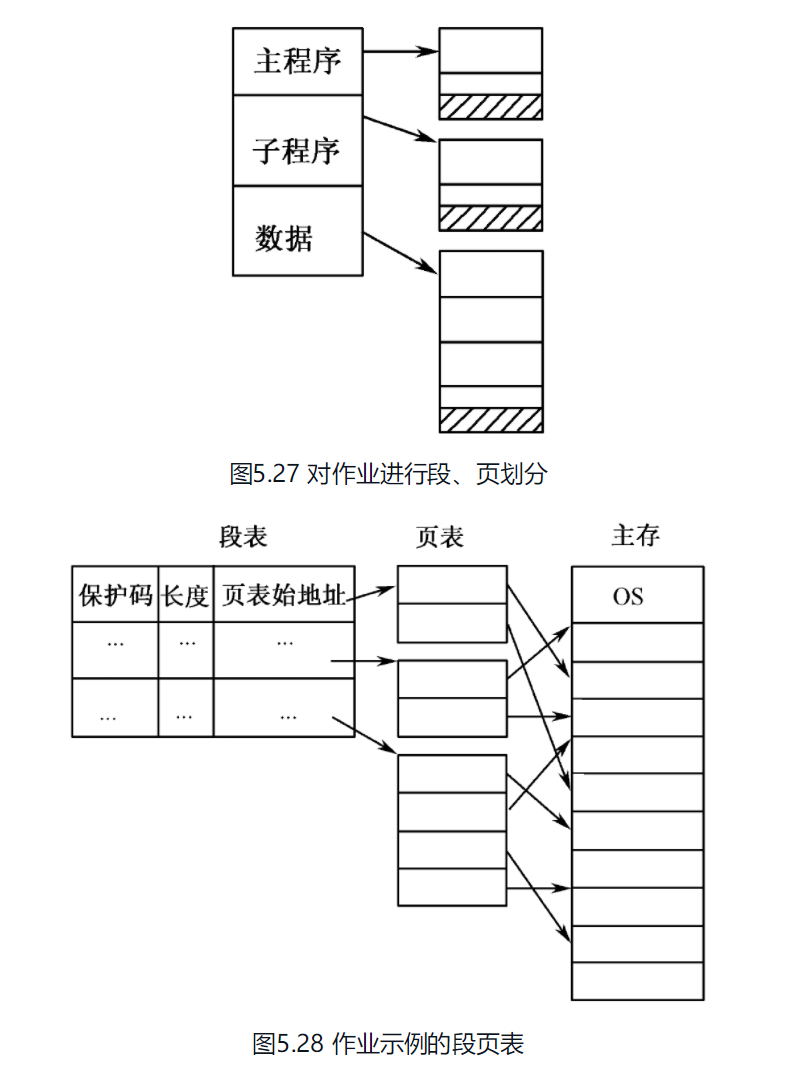 主程序
子程序
数据
图5.27 对作业进行段、页划分
段表 页表 主存
保护码 长度 页表始地址 OS
... ... ...
... ... ...
图5.28 作业示例的段页表